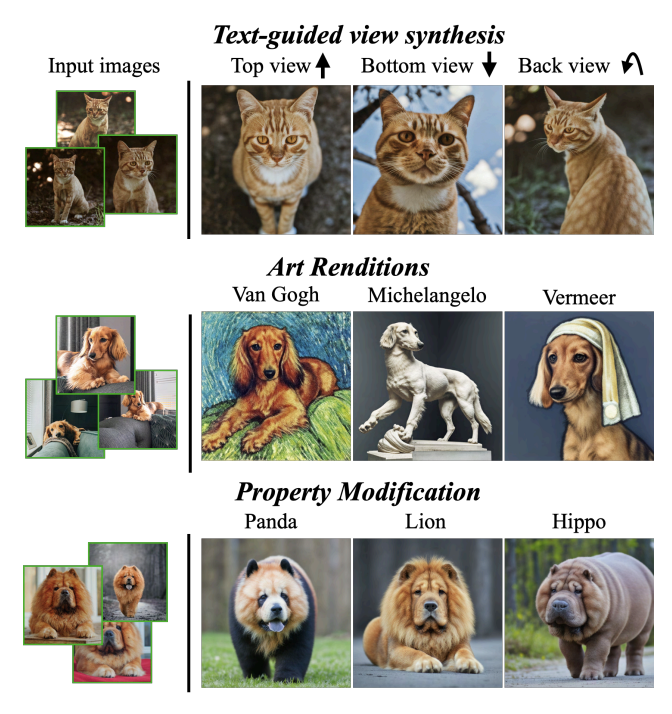 Text-guided view synthesis
Input images
Top view
Bottom view
Back view
Art Renditions
Van Gogh
Michelangelo
Vermeer
Property Modification
Panda
Lion
Hippo